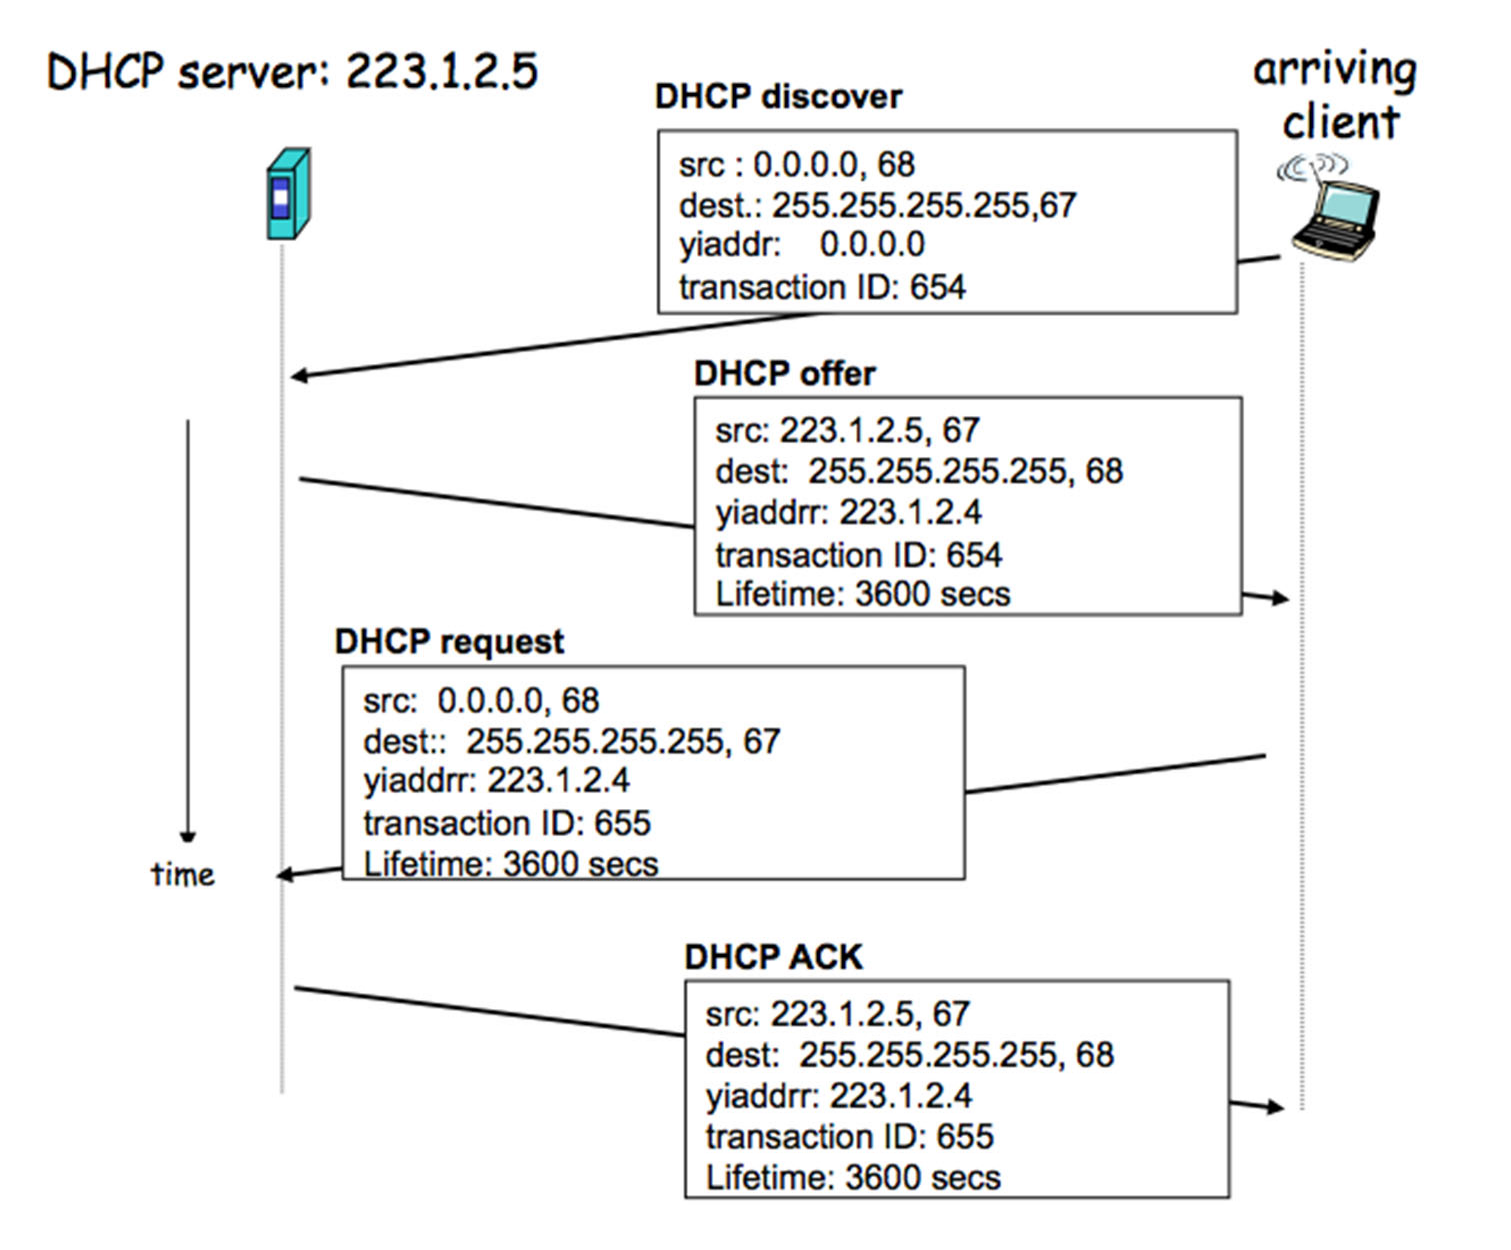 DHCP server: 223.1.2.5
arriving
client
DHCP discover
src : 0.0.0.0, 68
dest.: 255.255.255.255,67
yiaddr: 0.0.0.0
transaction ID: 654
DHCP offer
src: 223.1.2.5, 67
dest: 255.255.255.255, 68
yiaddrr: 223.1.2.4
transaction ID: 654
Lifetime: 3600 secs
DHCP request
src: 0.0.0.0, 68
dest:: 255.255.255.255, 67
yiaddrr: 223.1.2.4
transaction ID: 655
Lifetime: 3600 secs
time
DHCP ACK
src: 223.1.2.5, 67
dest: 255.255.255.255, 68
yiaddrr: 223.1.2.4
transaction ID: 655
Lifetime: 3600 secs